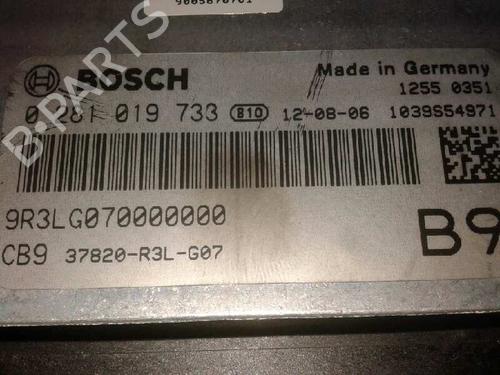 B-PARTS
BOSCH
Made in Germany
1255 0351
0 281 019 733 810 12-08-06 1039S54971
9R3LG070000000
CB9 37820-R3L-G07
B9